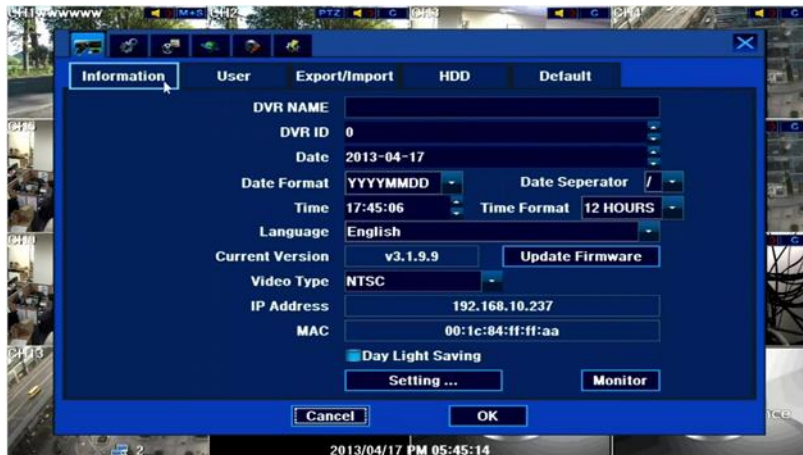 CH1 wwwww M+S CH2 PTZ C CH3 C CH4 C
Information User Export/Import HDD Default
DVR NAME
DVR ID 0
Date 2013-04-17
Date Format YYYYMMDD Date Seperator /
Time 17:45:06 Time Format 12 HOURS
Language English
Current Version v3.1.9.9 Update Firmware
Video Type NTSC
IP Address 192.168.10.237
MAC 00:1c:84:ff:ff:aa
Day Light Saving
CH13
Setting ... Monitor
Cancel OK
2 2013/04/17 PM 05:45:14